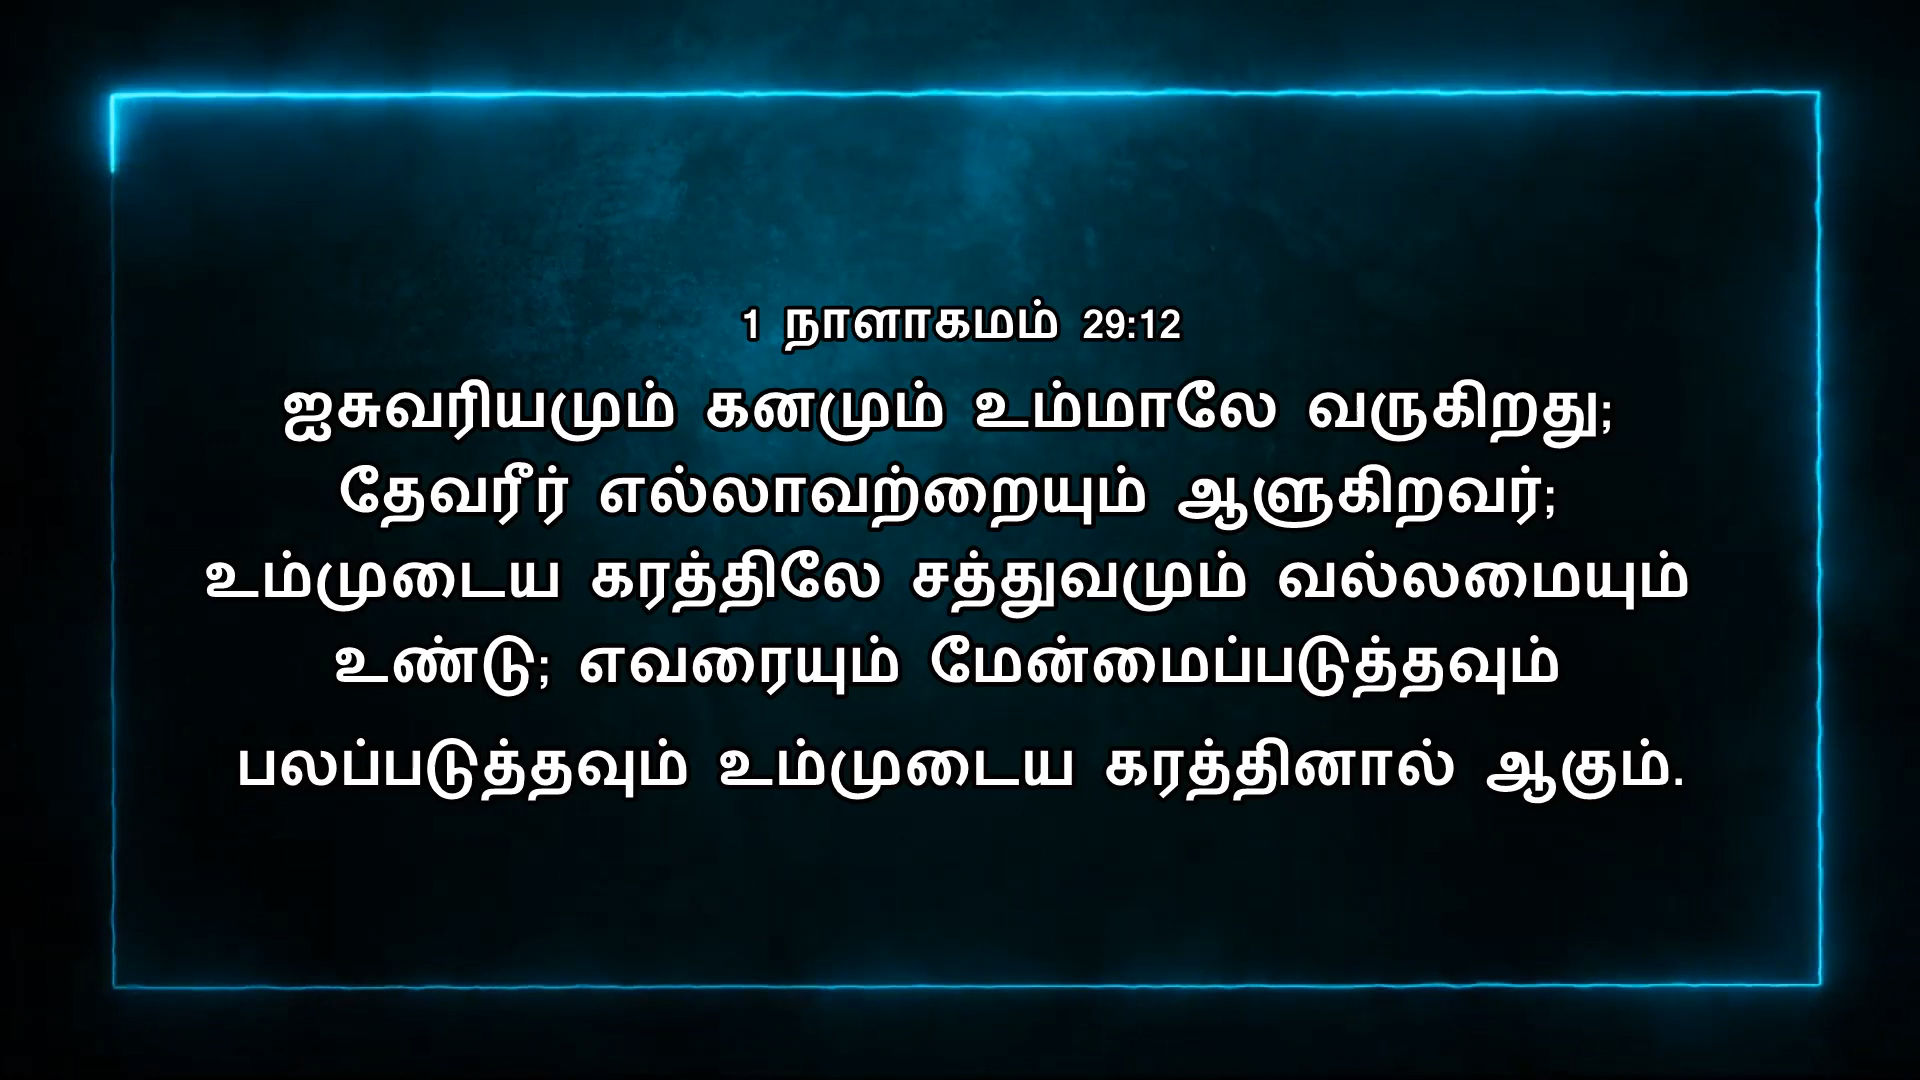 1 நாளாகமம் 29:12
ஐசுவரியமும் கனமும் உம்மாலே வருகிறது;
தேவரீர் எல்லாவற்றையும் ஆளுகிறவர்;
உம்முடைய கரத்திலே சத்துவமும் வல்லமையும்
உண்டு; எவரையும் மேன்மைப்படுத்தவும்
பலப்படுத்தவும் உம்முடைய கரத்தினால் ஆகும்.